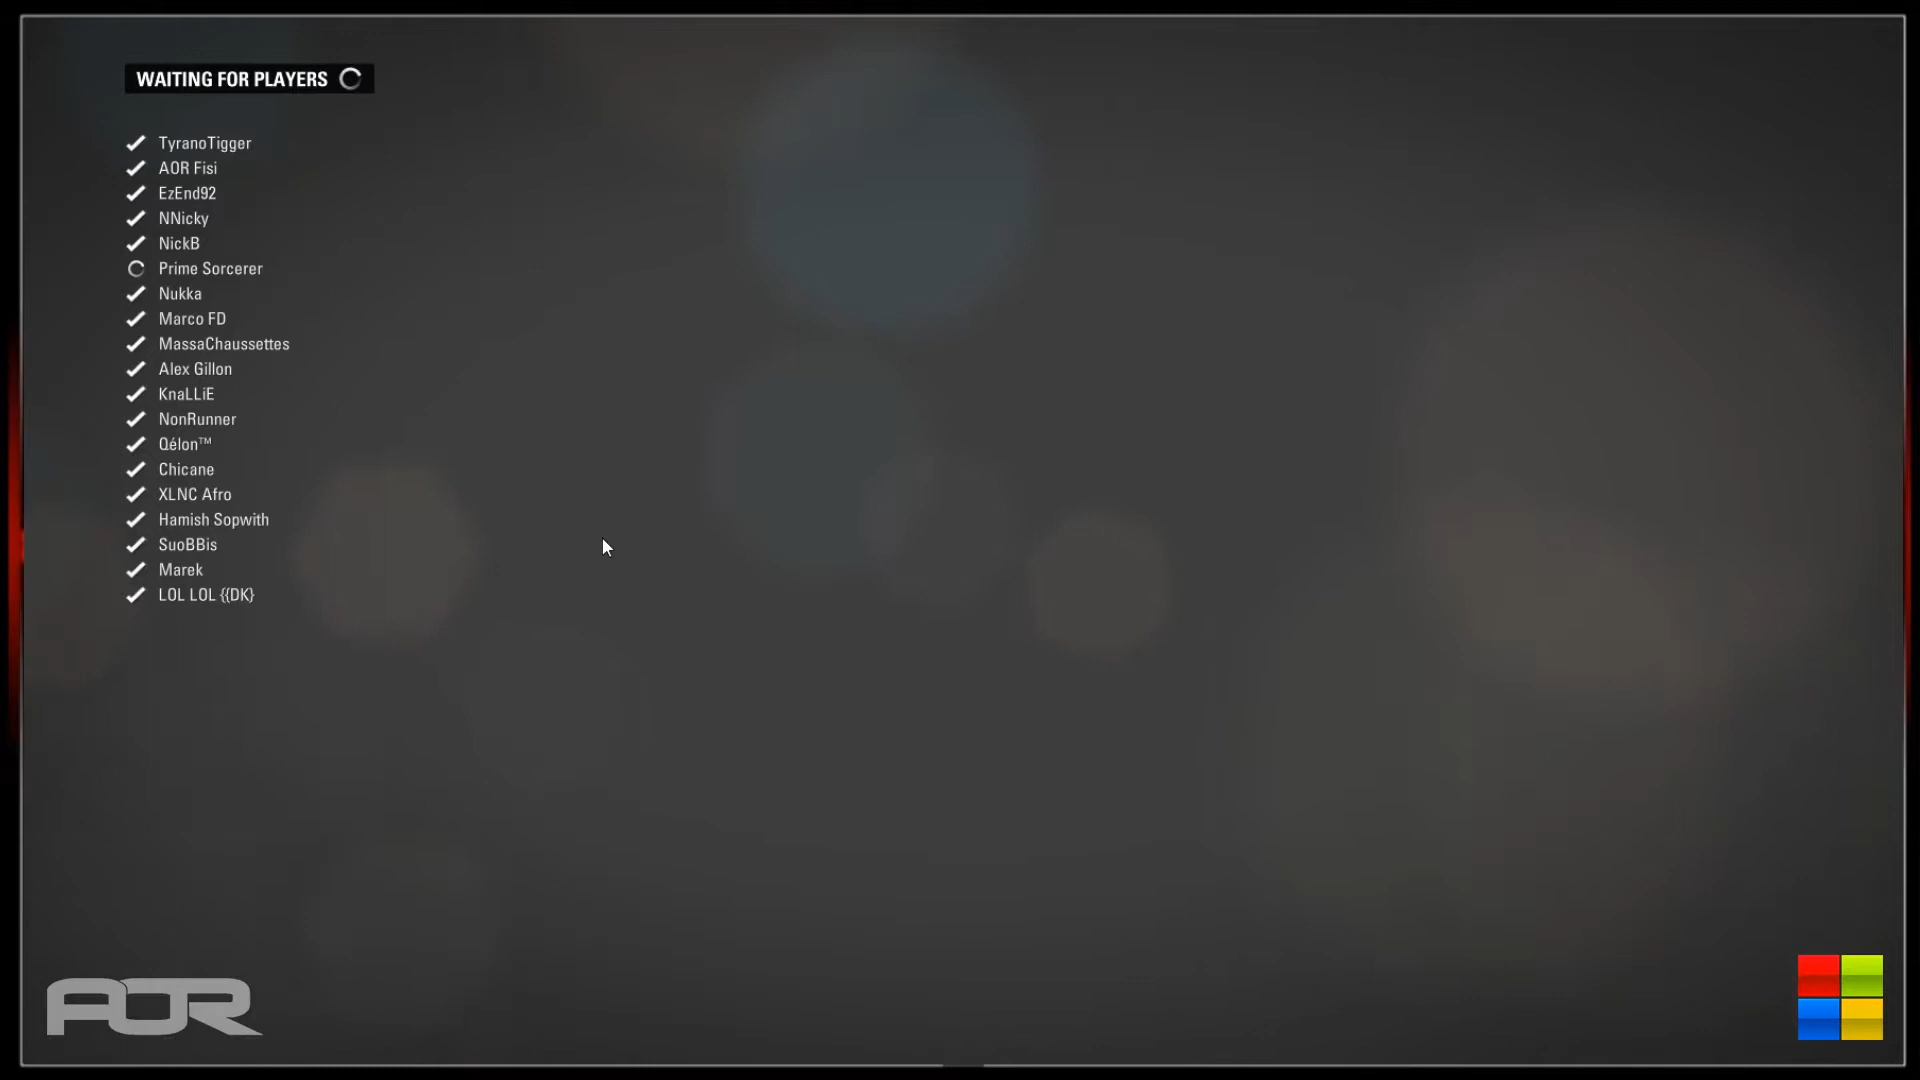 WAITING FOR PLAYERS
TyranoTigger
AOR Fisi
EzEnd92
NNicky
NickB
Prime Sorcerer
Nukka
Marco FD
MassaChaussettes
Alex Gillon
KnaLLiE
NonRunner
Qélon™
Chicane
XLNC Afro
Hamish Sopwith
SuoBBis
Marek
LOL LOL {{DK}
AOR